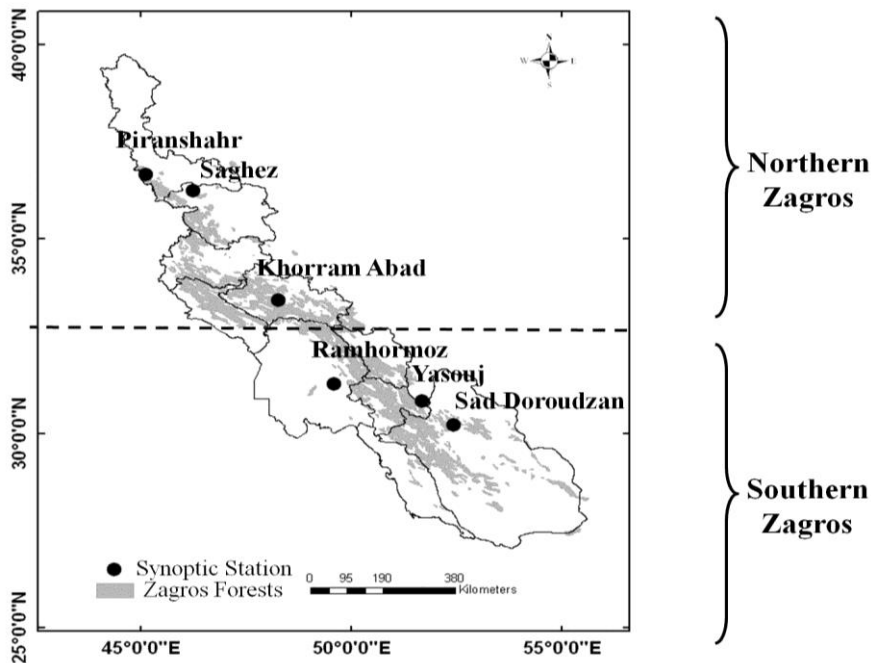 40°0'0"N
35°0'0"N
30°0'0"N
25°0'0"N
N
W
E
S
Piranshahr
Saghez
Khorram Abad
Ramhormoz
Yasouj
Sad Doroudzan
Northern
Zagros
Southern
Zagros
Synoptic Station
Zagros Forests
0 95 190 380
Kilometers
45°0'0"E 50°0'0"E 55°0'0"E